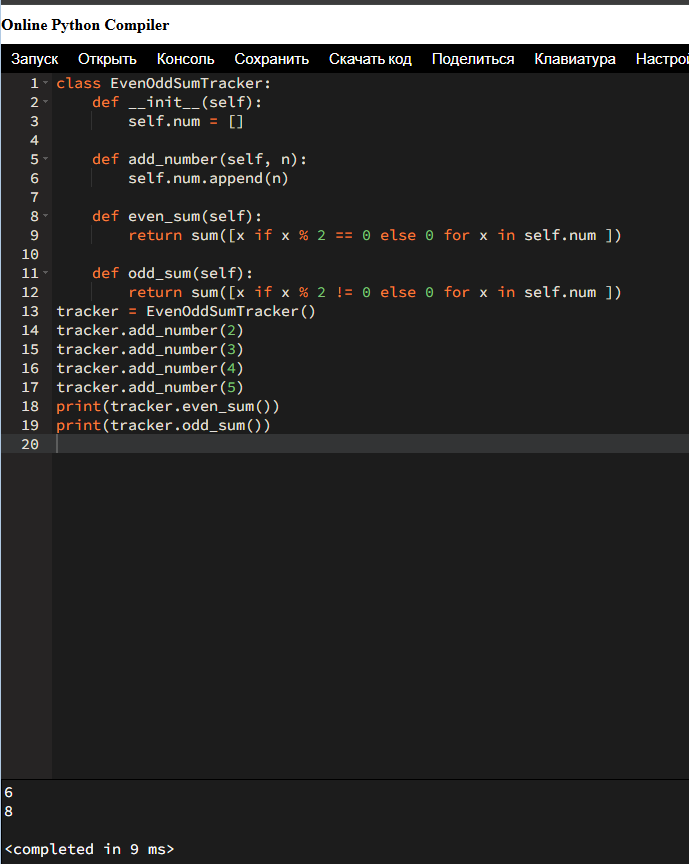 Online Python Compiler
Запуск Открыть Консоль Сохранить Скачать код Поделиться Клавиатура Настрой
1 class EvenOddSumTracker:
2     def __init__(self):
3         self.num = []
4
5     def add_number(self, n):
6         self.num.append(n)
7
8     def even_sum(self):
9         return sum([x if x % 2 == 0 else 0 for x in self.num ])
10
11     def odd_sum(self):
12         return sum([x if x % 2 != 0 else 0 for x in self.num ])
13 tracker = EvenOddSumTracker()
14 tracker.add_number(2)
15 tracker.add_number(3)
16 tracker.add_number(4)
17 tracker.add_number(5)
18 print(tracker.even_sum())
19 print(tracker.odd_sum())
20
6
8
<completed in 9 ms>